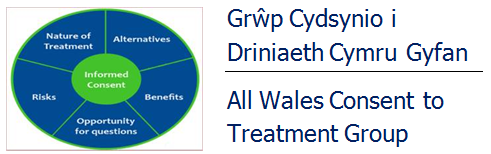 Nature of
Treatment
Alternatives
Informed
Consent
Risks
Benefits
Opportunity
for questions
Grŵp Cydsynio i
Driniaeth Cymru Gyfan
All Wales Consent to
Treatment Group